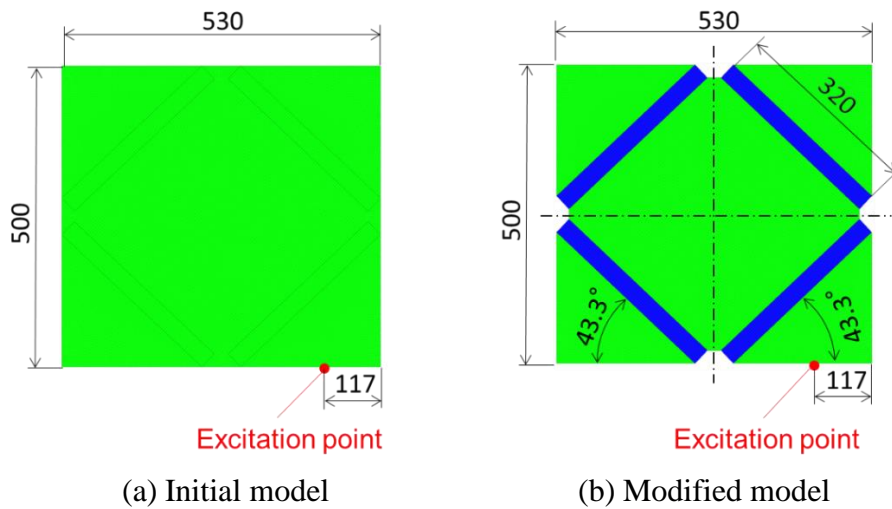 530
500
117
Excitation point
(a) Initial model
530
320
500
43.3°
43.3°
117
Excitation point
(b) Modified model